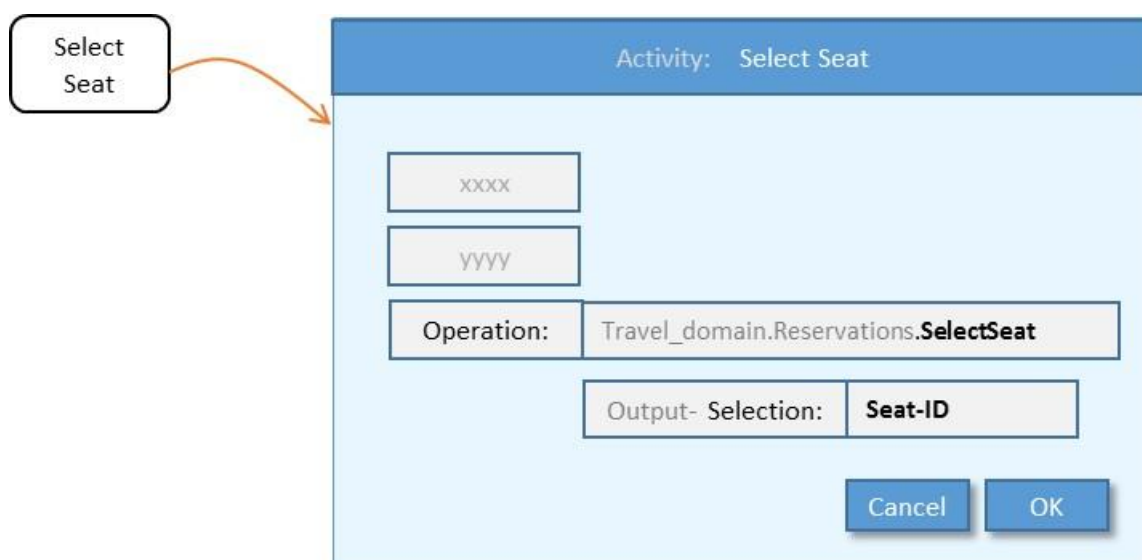 Select
Seat
Activity: Select Seat
xxxx
yyyy
Operation: Travel_domain.Reservations.SelectSeat
Output- Selection: Seat-ID
Cancel OK